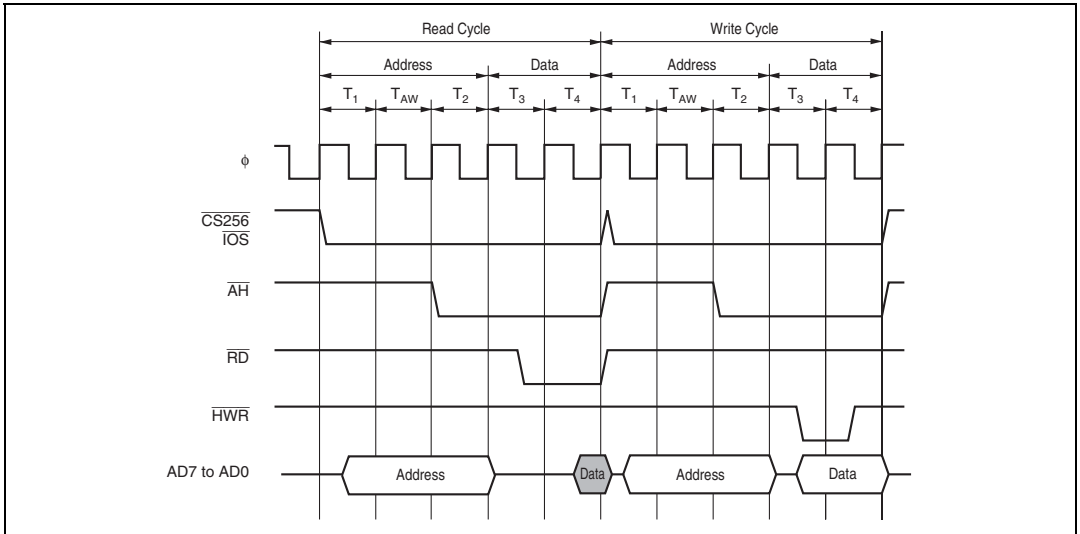 Read Cycle Write Cycle
Address Data Address Data
T1 TAW T2 T3 T4 T1 TAW T2 T3 T4
ϕ
CS256
IOS
AH
RD
HWR
AD7 to AD0 Address Data Address Data